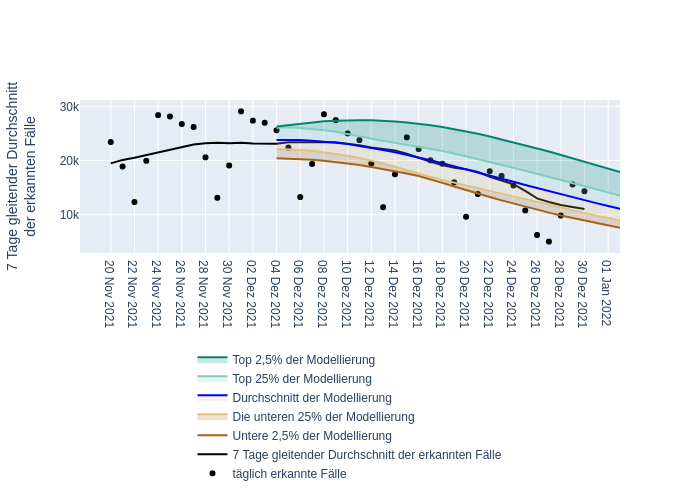 7 Tage gleitender Durchschnitt
der erkannten Fälle
30k
20k
10k
20 Nov 2021
22 Nov 2021
24 Nov 2021
26 Nov 2021
28 Nov 2021
30 Nov 2021
02 Dez 2021
04 Dez 2021
06 Dez 2021
08 Dez 2021
10 Dez 2021
12 Dez 2021
14 Dez 2021
16 Dez 2021
18 Dez 2021
20 Dez 2021
22 Dez 2021
24 Dez 2021
26 Dez 2021
28 Dez 2021
30 Dez 2021
01 Jan 2022
Top 2,5% der Modellierung
Top 25% der Modellierung
Durchschnitt der Modellierung
Die unteren 25% der Modellierung
Untere 2,5% der Modellierung
7 Tage gleitender Durchschnitt der erkannten Fälle
täglich erkannte Fälle